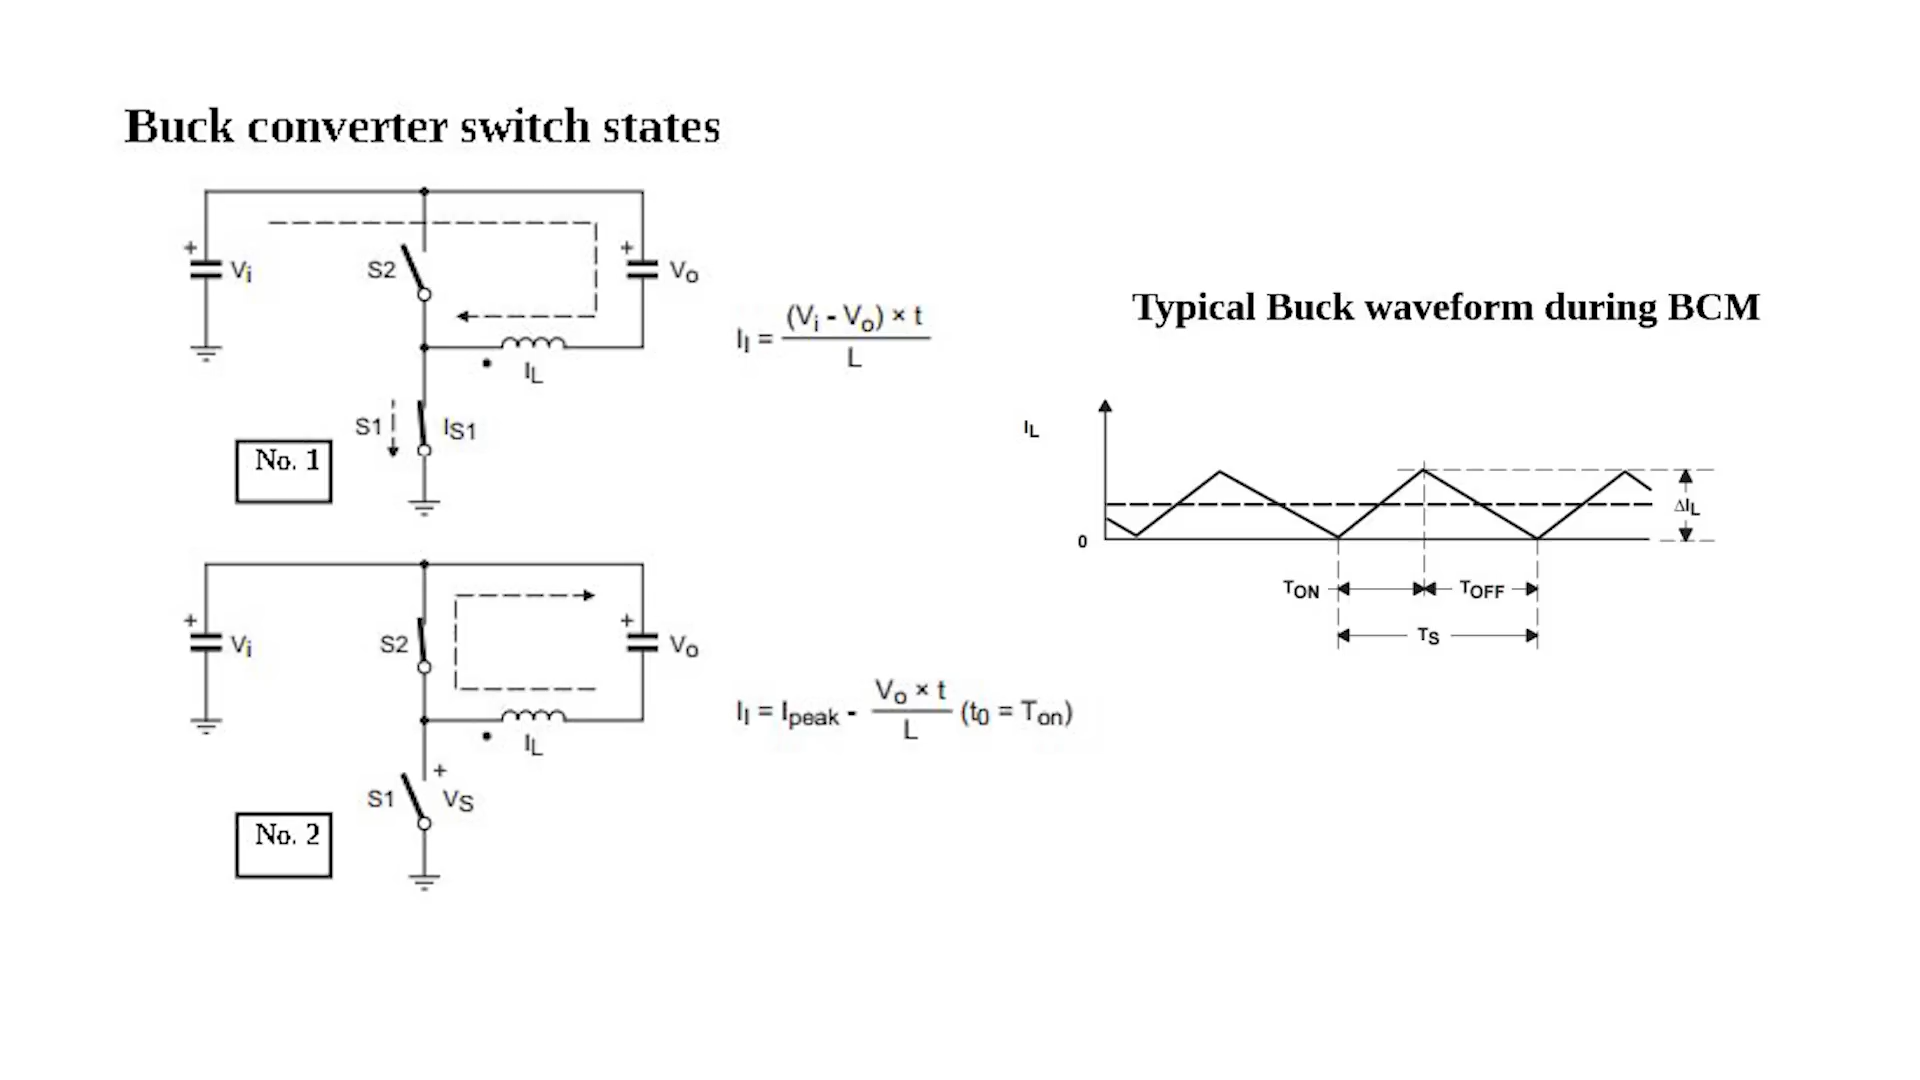 Buck converter switch states
+ Vi
S2
+ Vo
IL
S1 IS1
No. 1
Il = (Vi - Vo) × t / L
+ Vi
S2
+ Vo
IL
+
S1 VS
No. 2
Il = Ipeak - Vo × t / L (t0 = Ton)
Typical Buck waveform during BCM
IL
ΔIL
0
TON TOFF
TS